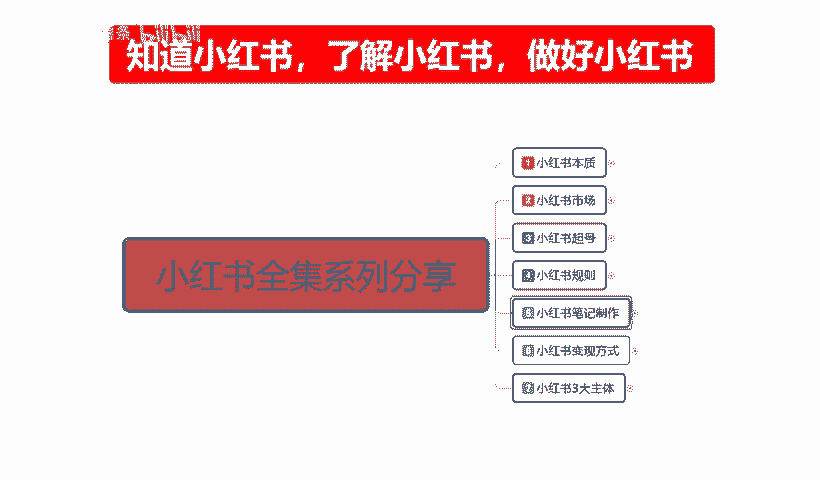 知道小红书，了解小红书，做好小红书
小红书全集系列分享
1 小红书本质
2 小红书市场
3 小红书起号
4 小红书规则
5 小红书笔记制作
6 小红书变现方式
7 小红书3大主体